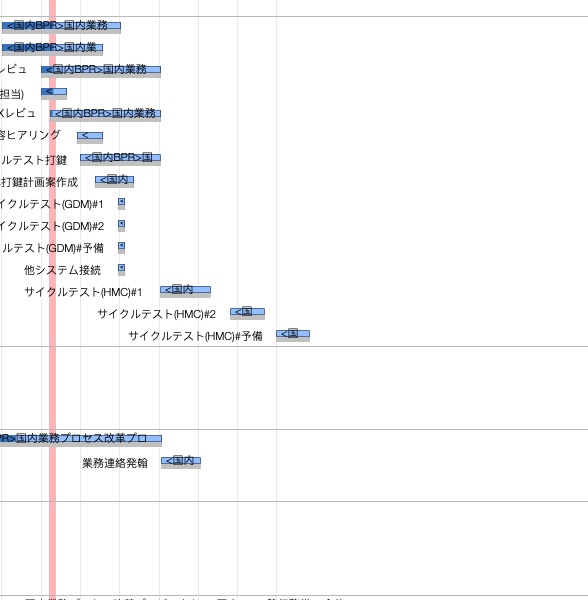 <国内BPR>国内業務
<国内BPR>国内業
レビュ <国内BPR>国内業務
担当) <
Xレビュ <国内BPR>国内業務
容ヒアリング <
ルテスト打鍵 <国内BPR>国
打鍵計画案作成 <国内
イクルテスト(GDM)#1 <
イクルテスト(GDM)#2 <
ルテスト(GDM)#予備 <
他システム接続 <
サイクルテスト(HMC)#1 <国内
サイクルテスト(HMC)#2 <国
サイクルテスト(HMC)#予備 <国
PR>国内業務プロセス改革プロ
業務連絡発翰 <国内